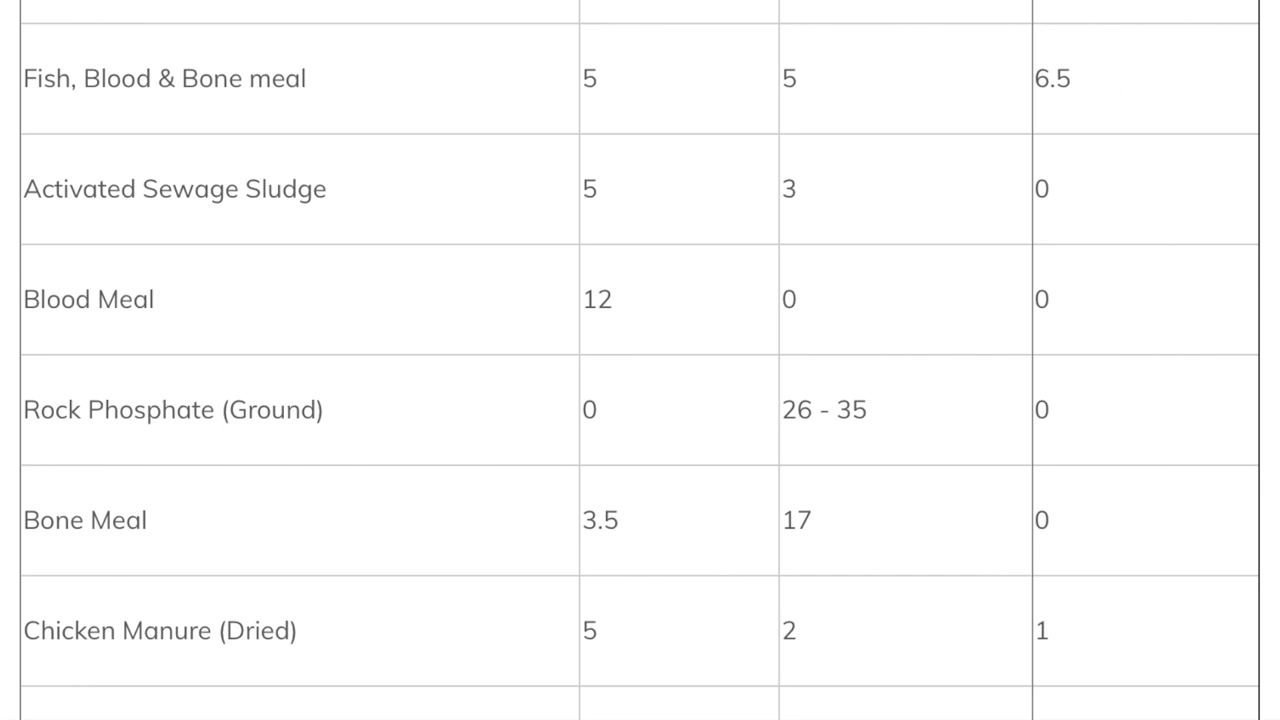 Fish, Blood & Bone meal 5 5 6.5
Activated Sewage Sludge 5 3 0
Blood Meal 12 0 0
Rock Phosphate (Ground) 0 26 - 35 0
Bone Meal 3.5 17 0
Chicken Manure (Dried) 5 2 1